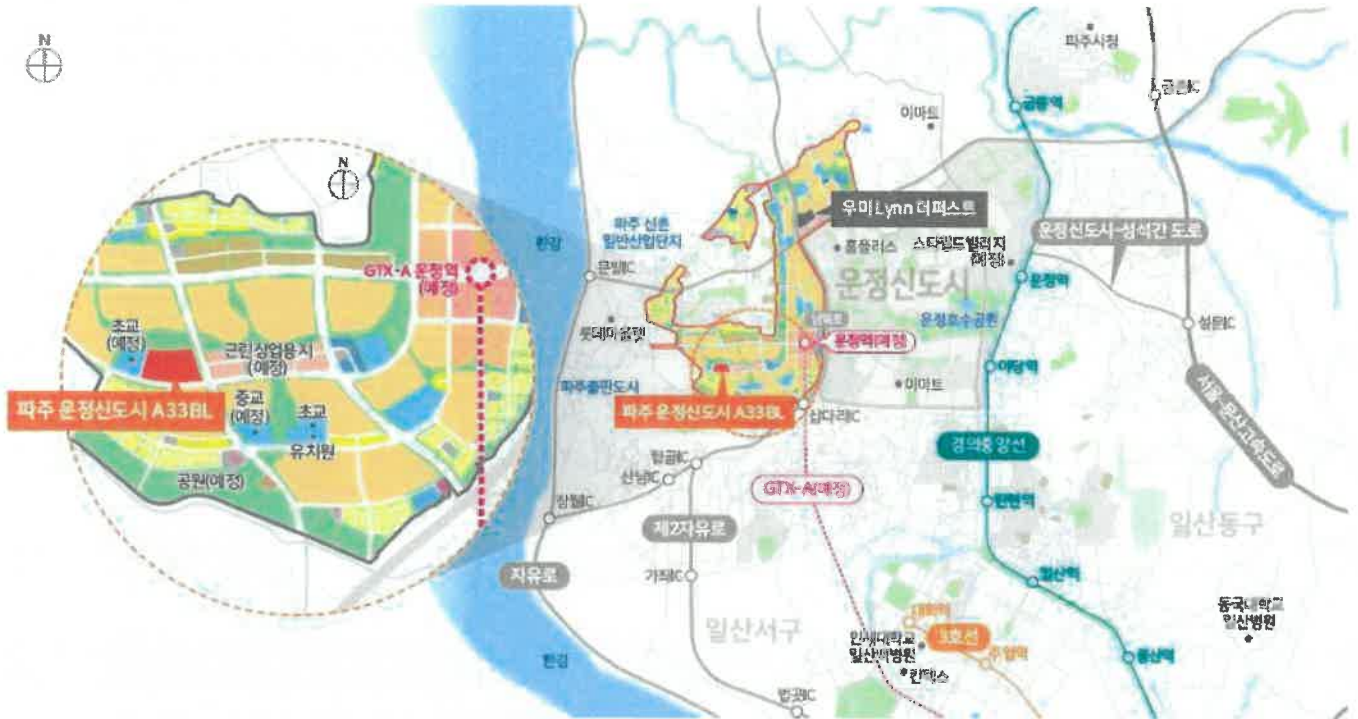 N
N
GTX-A 운정역
(예정)
초교
(예정)
근린상업용지
(예정)
파주 운정신도시 A33BL
중교
(예정)
초교
유치원
공원(예정)
한강
파주 신촌
일반산업단지
문발IC
롯데아울렛
파주출판도시
파주 운정신도시 A33BL
장월IC
자유로
한강
이마트
우미 Lynn 더퍼스트
홈플러스
스타필드빌리지
(예정)
운정신도시
운정호수공원
운정역(예정)
이마트
삽다리IC
산남IC
제2자유로
가좌IC
일산서구
법곳IC
GTX-A(예정)
파주시청
금촌IC
금릉역
운정신도시-설석간 도로
운정역
설문IC
야당역
서울-문산고속도로
경의중앙선
탄현역
일산동구
일산역
동국대학교
일산병원
풍산역
대화역
3호선
주엽역
인제대학교
일산백병원
킨텍스